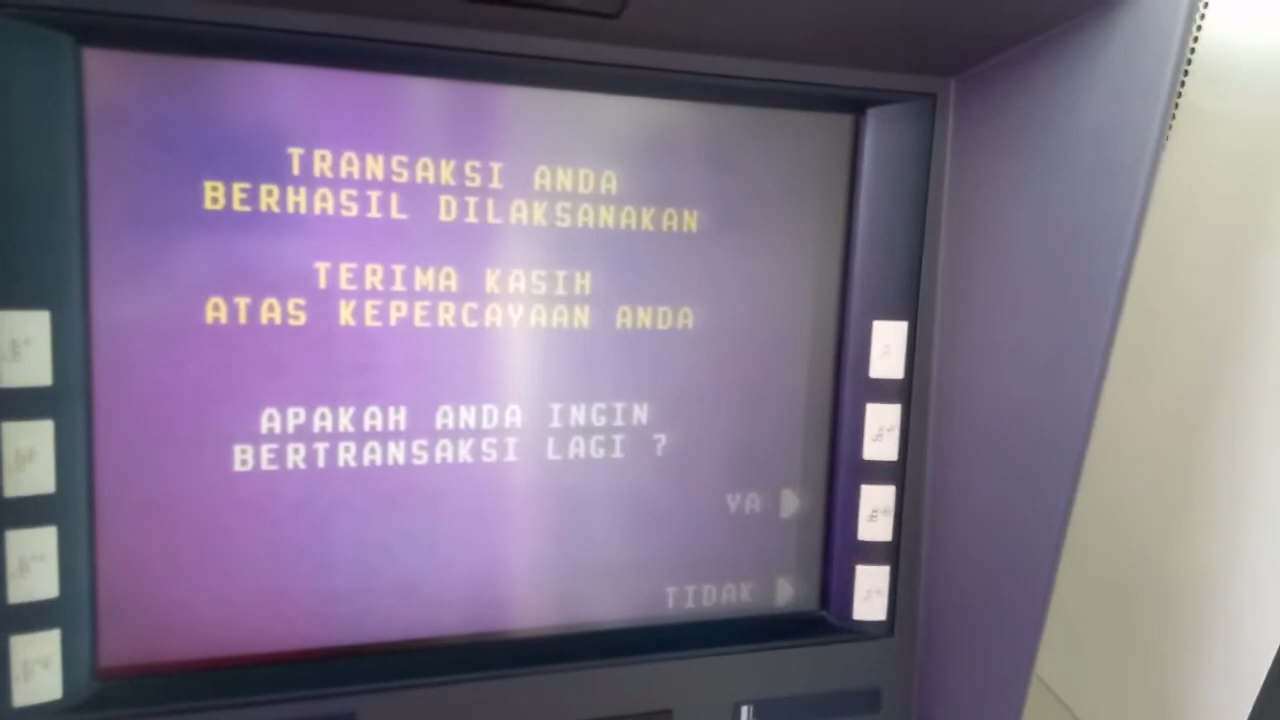 TRANSAKSI ANDA
BERHASIL DILAKSANAKAN
TERIMA KASIH
ATAS KEPERCAYAAN ANDA
APAKAH ANDA INGIN
BERTRANSAKSI LAGI ?
YA
TIDAK